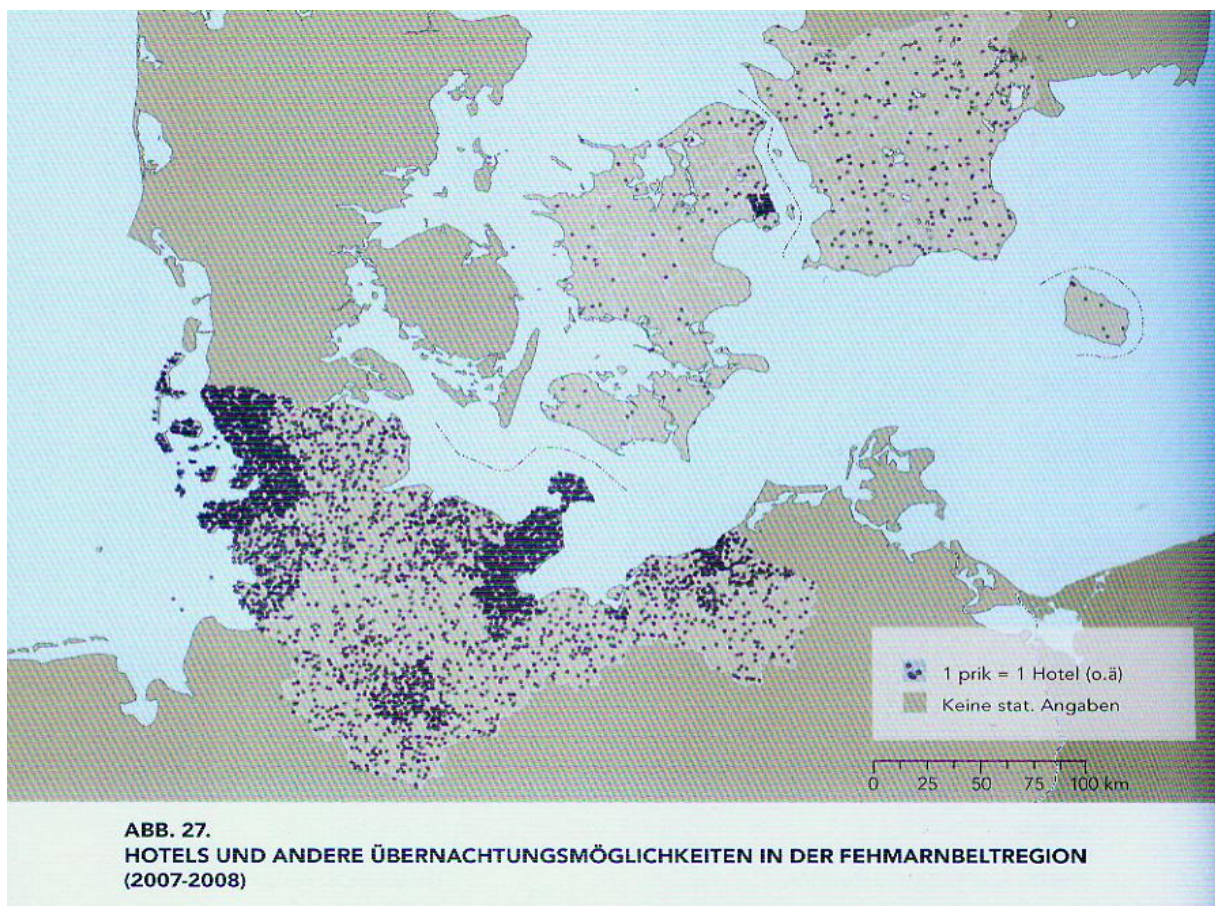 1 prik = 1 Hotel (o.ä)
Keine stat. Angaben
0 25 50 75 100 km
ABB. 27.
HOTELS UND ANDERE ÜBERNACHTUNGSMÖGLICHKEITEN IN DER FEHMARNBELTREGION
(2007-2008)